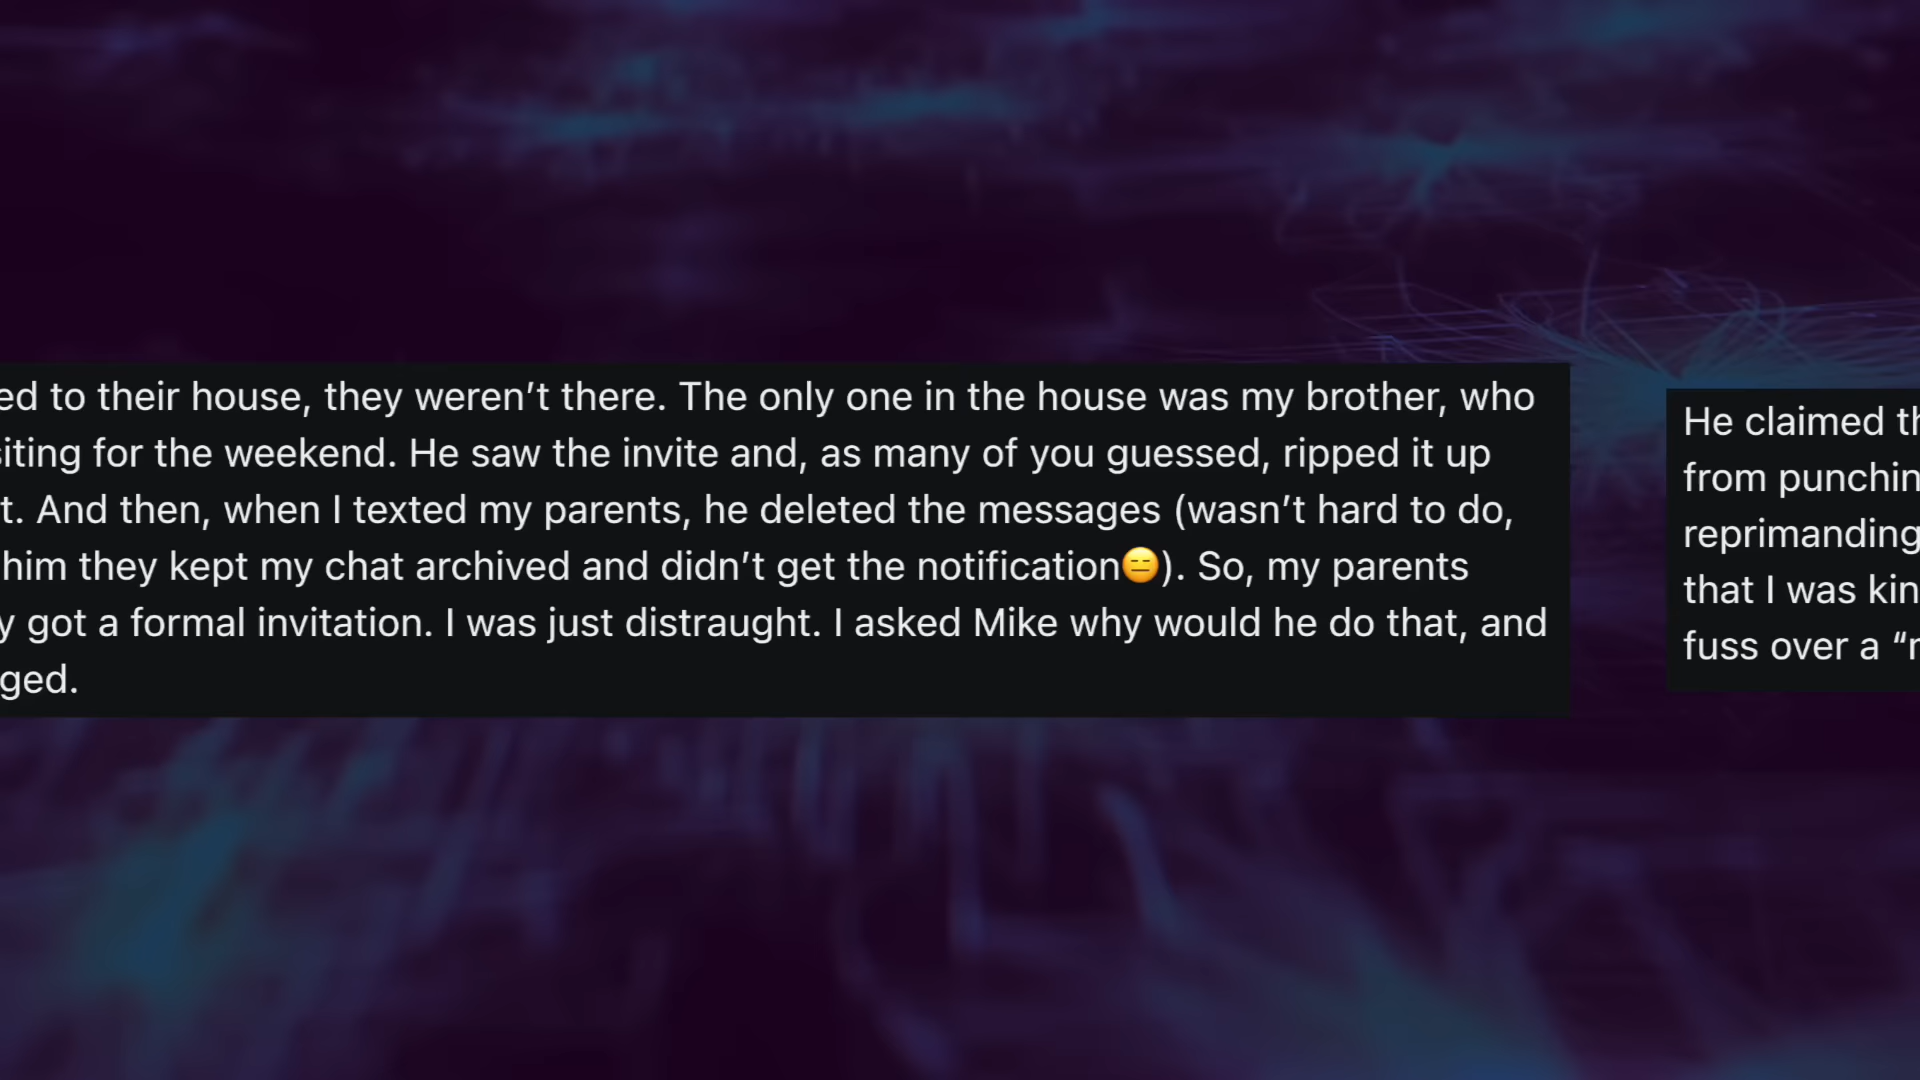 ed to their house, they weren’t there. The only one in the house was my brother, who
siting for the weekend. He saw the invite and, as many of you guessed, ripped it up
t. And then, when I texted my parents, he deleted the messages (wasn’t hard to do,
him they kept my chat archived and didn’t get the notification😑). So, my parents
y got a formal invitation. I was just distraught. I asked Mike why would he do that, and
ged.
He claimed th
from punchin
reprimanding
that I was kin
fuss over a “r